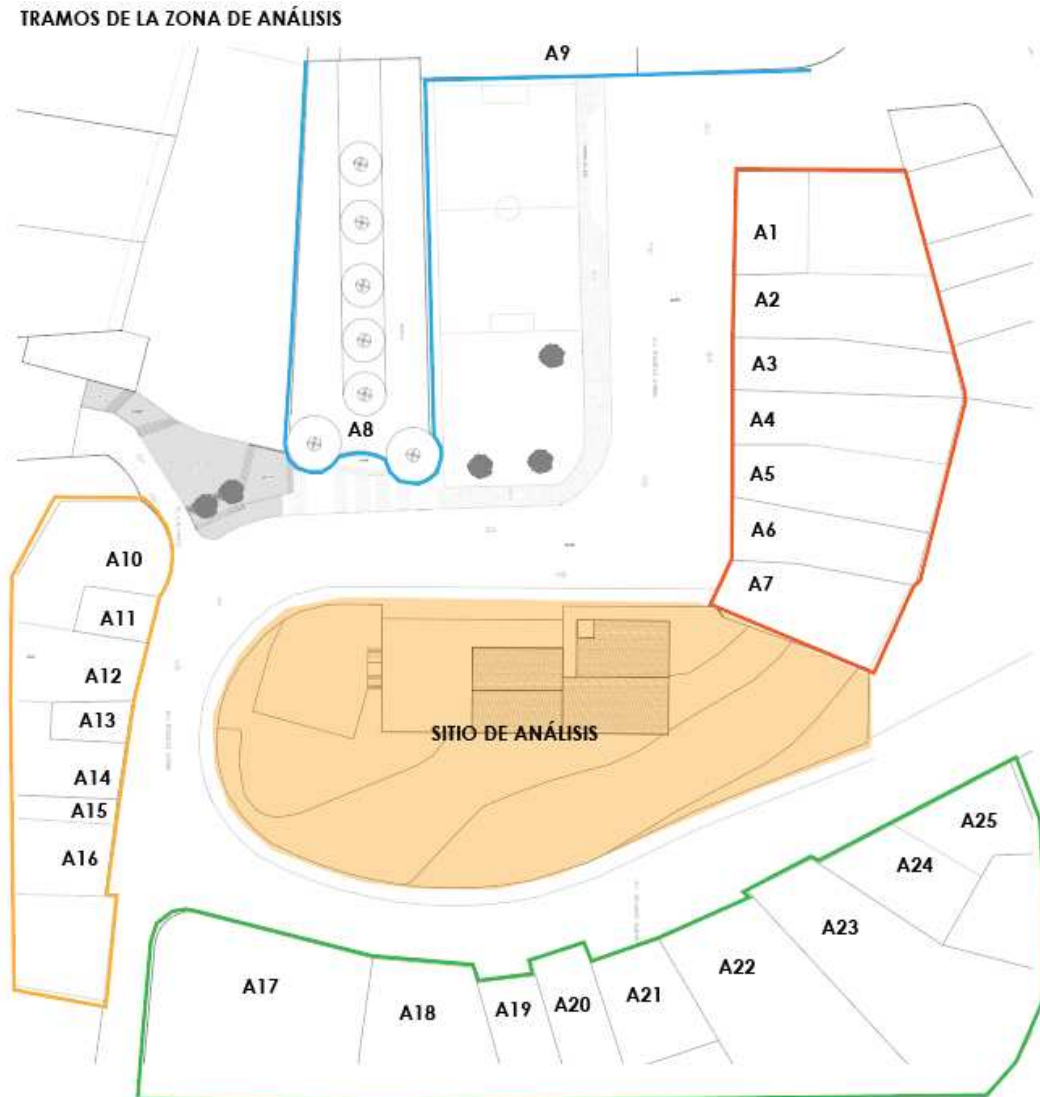 TRAMOS DE LA ZONA DE ANÁLISIS
A9
A1
A2
A3
A4
A8
A5
A6
A10
A7
A11
A12
A13
SITIO DE ANÁLISIS
A14
A15
A25
A16
A24
A23
A22
A17
A21
A20
A19
A18